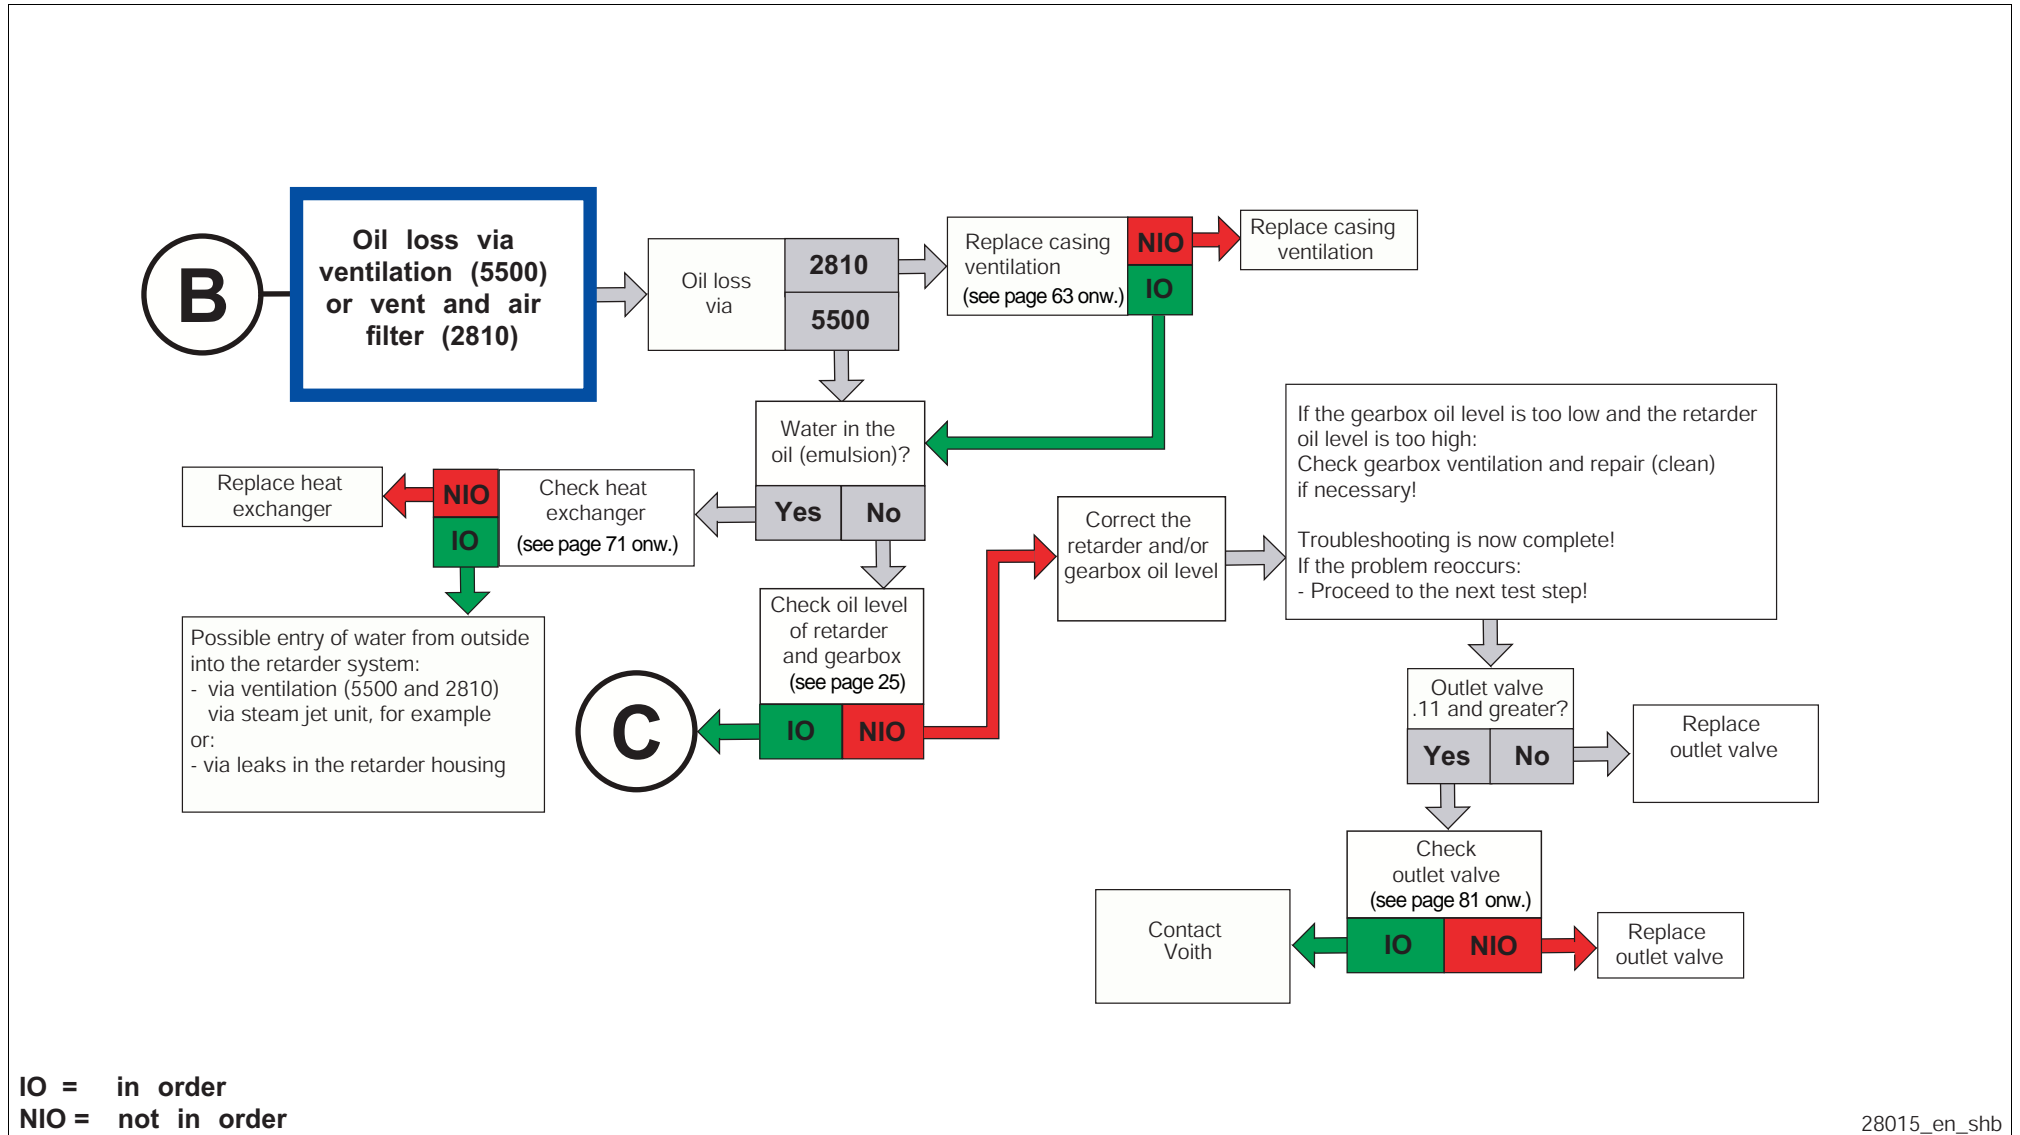 B
Oil loss via
ventilation (5500)
or vent and air
filter (2810)
Oil loss
via
2810
5500
Replace casing
ventilation
(see page 63 onw.)
NIO
IO
Replace casing
ventilation
Water in the
oil (emulsion)?
Yes
No
Check heat
exchanger
(see page 71 onw.)
NIO
IO
Replace heat
exchanger
Possible entry of water from outside
into the retarder system:
- via ventilation (5500 and 2810)
via steam jet unit, for example
or:
- via leaks in the retarder housing
Check oil level
of retarder
and gearbox
(see page 25)
IO
NIO
C
Correct the
retarder and/or
gearbox oil level
If the gearbox oil level is too low and the retarder
oil level is too high:
Check gearbox ventilation and repair (clean)
if necessary!
Troubleshooting is now complete!
If the problem reoccurs:
- Proceed to the next test step!
Outlet valve
.11 and greater?
Yes
No
Replace
outlet valve
Check
outlet valve
(see page 81 onw.)
IO
NIO
Contact
Voith
Replace
outlet valve
IO = in order
NIO = not in order
28015_en_shb